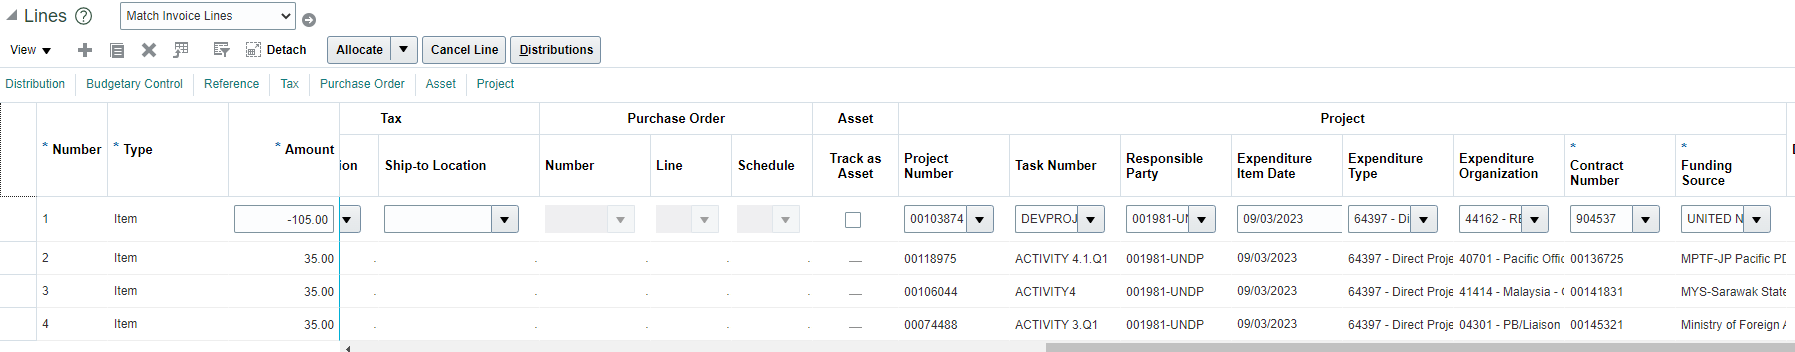 Lines ? Match Invoice Lines
View Detach Allocate Cancel Line Distributions
Distribution Budgetary Control Reference Tax Purchase Order Asset Project
Tax Purchase Order Asset Project
* Number * Type * Amount ion Ship-to Location Number Line Schedule Track as Asset Project Number Task Number Responsible Party Expenditure Item Date Expenditure Type Expenditure Organization * Contract Number * Funding Source
1 Item -105.00 00103874 DEVPROJ 001981-UN 09/03/2023 64397 - Di 44162 - RE 904537 UNITED N
2 Item 35.00 . . . . — 00118975 ACTIVITY 4.1.Q1 001981-UNDP 09/03/2023 64397 - Direct Proje 40701 - Pacific Offic 00136725 MPTF-JP Pacific PD
3 Item 35.00 . . . . — 00106044 ACTIVITY4 001981-UNDP 09/03/2023 64397 - Direct Proje 41414 - Malaysia - 00141831 MYS-Sarawak State
4 Item 35.00 . . . . — 00074488 ACTIVITY 3.Q1 001981-UNDP 09/03/2023 64397 - Direct Proje 04301 - PB/Liaison 00145321 Ministry of Foreign